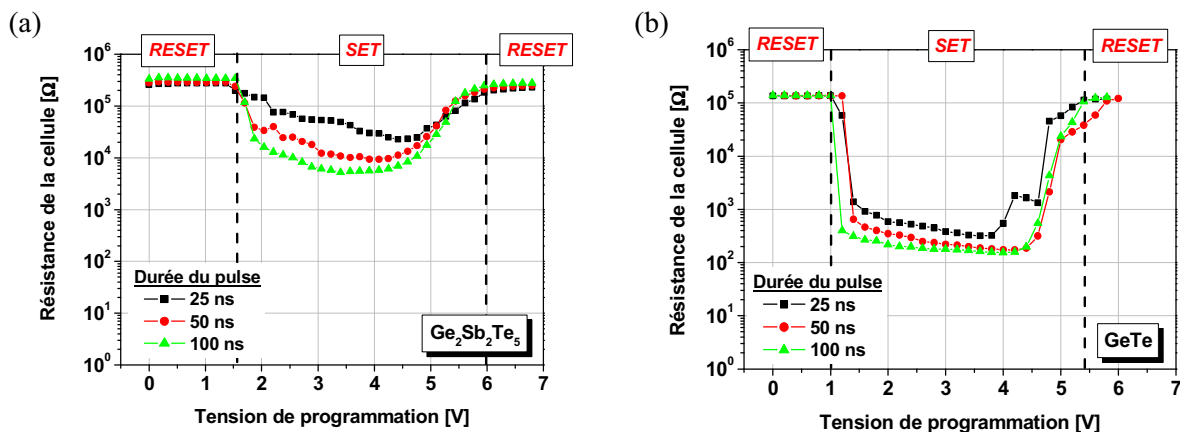 (a)
RESET SET RESET
Résistance de la cellule [Ω]
10⁶
10⁵
10⁴
10³
10²
10¹
10⁰
Durée du pulse
25 ns
50 ns
100 ns
Ge₂Sb₂Te₅
0 1 2 3 4 5 6 7
Tension de programmation [V]
(b)
RESET SET RESET
Résistance de la cellule [Ω]
10⁶
10⁵
10⁴
10³
10²
10¹
10⁰
Durée du pulse
25 ns
50 ns
100 ns
GeTe
0 1 2 3 4 5 6 7
Tension de programmation [V]